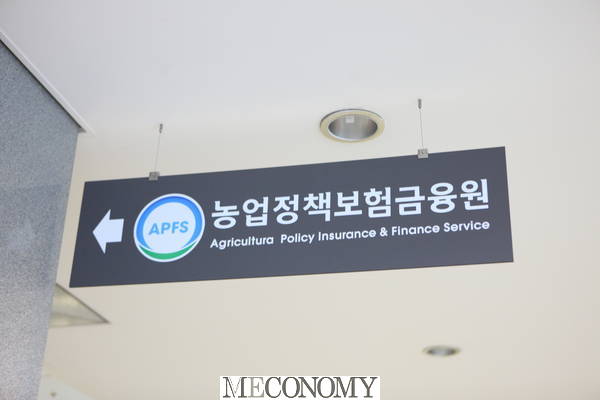 APFS
농업정책보험금융원
Agricultura Policy Insurance & Finance Service
MECONOMY